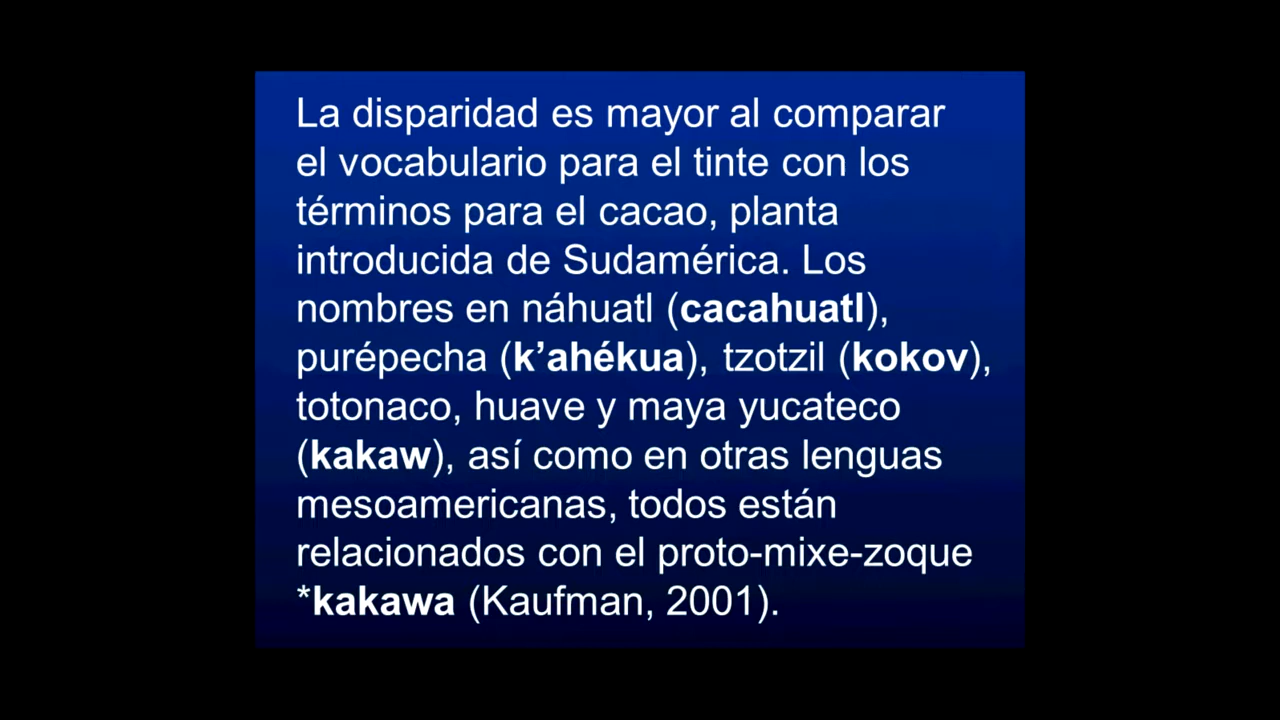 La disparidad es mayor al comparar
el vocabulario para el tinte con los
términos para el cacao, planta
introducida de Sudamérica. Los
nombres en náhuatl (cacahuatl),
purépecha (k’ahékua), tzotzil (kokov),
totonaco, huave y maya yucateco
(kakaw), así como en otras lenguas
mesoamericanas, todos están
relacionados con el proto-mixe-zoque
*kakawa (Kaufman, 2001).